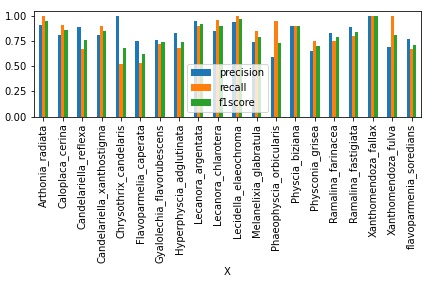 1.00
0.75
0.50
0.25
0.00
precision
recall
f1score
Arthonia_radiata
Caloplaca_cerina
Candelariella_reflexa
Candelariella_xanthostigma
Chrysothrix_candelaris
Flavoparmelia_caperata
Gyalolechia_flavorubescens
Hyperphyscia_adglutinata
Lecanora_argentata
Lecanora_chlarotera
Lecidella_elaeochroma
Melanelixia_glabratula
Phaeophyscia_orbicularis
Physcia_biziana
Physconia_grisea
Ramalina_farinacea
Ramalina_fastigiata
Xanthomendoza_fallax
Xanthomendoza_fulva
flavoparmenia_soredians
X